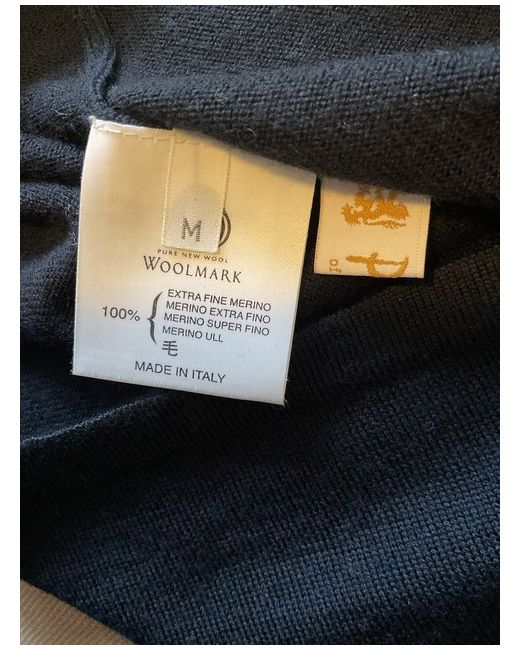 M
PURE NEW WOOL
WOOLMARK
100%
EXTRA FINE MERINO
MERINO EXTRA FINO
MERINO SUPER FINO
MERINO ULL
毛
MADE IN ITALY
P
of